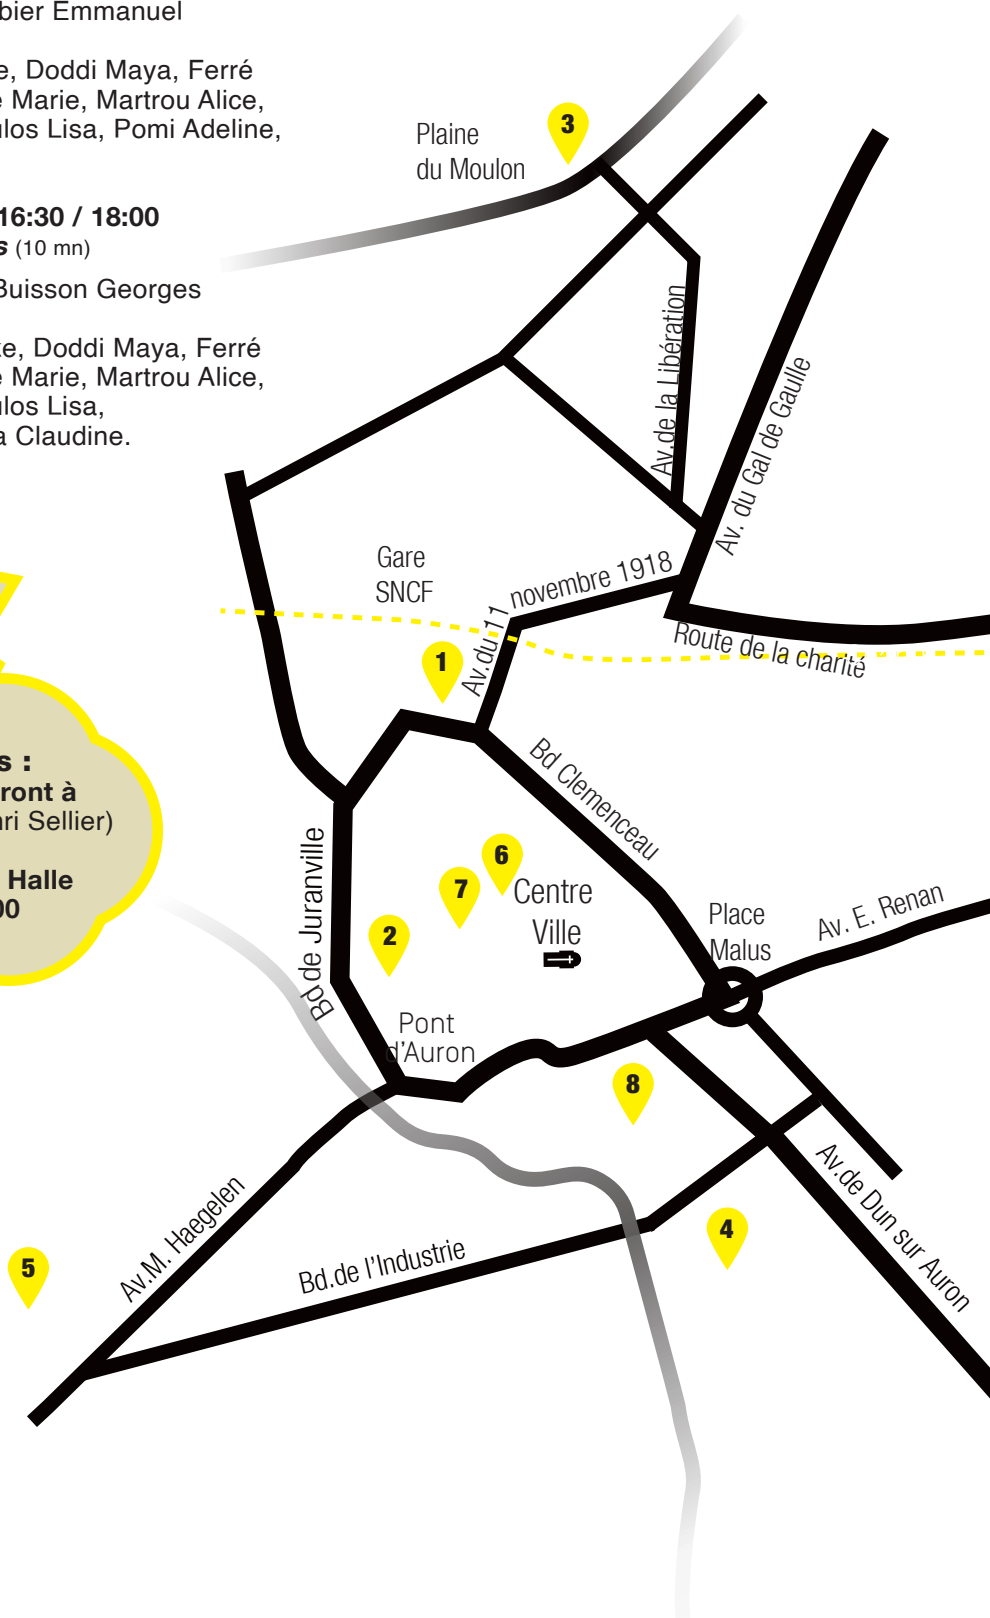 bier Emmanuel
e, Doddi Maya, Ferré
e Marie, Martrou Alice,
ulos Lisa, Pomi Adeline,
16:30 / 18:00
s (10 mn)
Buisson Georges
ke, Doddi Maya, Ferré
e Marie, Martrou Alice,
ulos Lisa,
a Claudine.
s :
ront à
nri Sellier)
Halle
00
Plaine
du Moulon
3
Av.de la Libération
Av. du Gal de Gaulle
Gare
SNCF
Av.du 11 novembre 1918
Route de la charité
1
Bd Clemenceau
Bd de Juranville
6
7
2
Centre
Ville
Place
Malus
Av. E. Renan
Pont
d'Auron
8
Av.de Dun sur Auron
4
Av.M. Haegelen
Bd.de l'Industrie
5